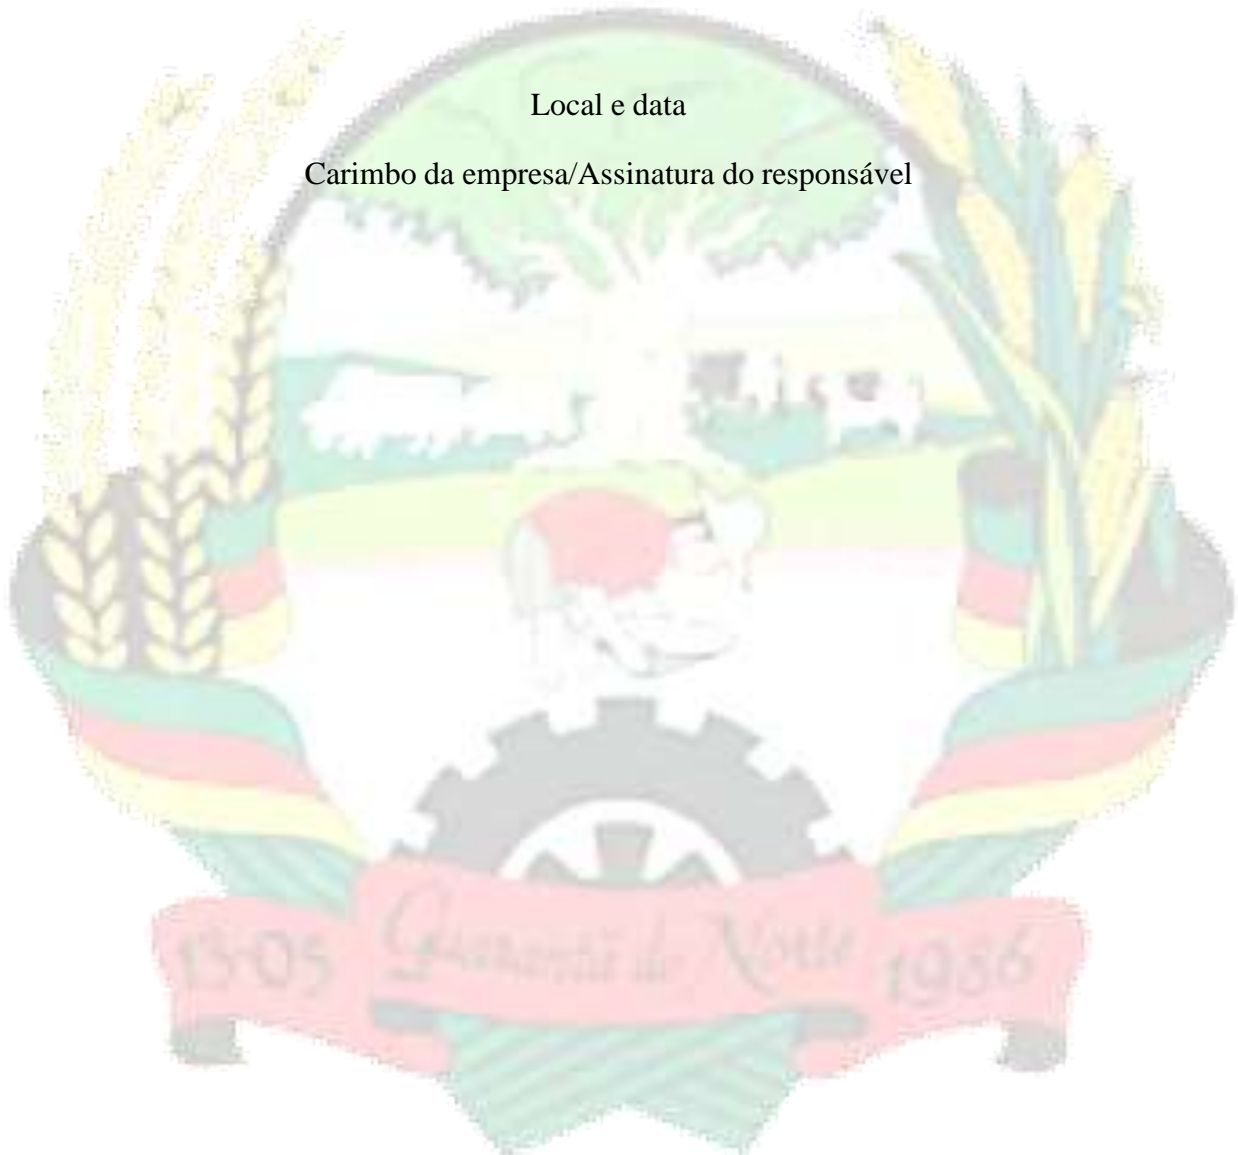 Local e data
Carimbo da empresa/Assinatura do responsável
13-05 Guarantã do Norte 1986